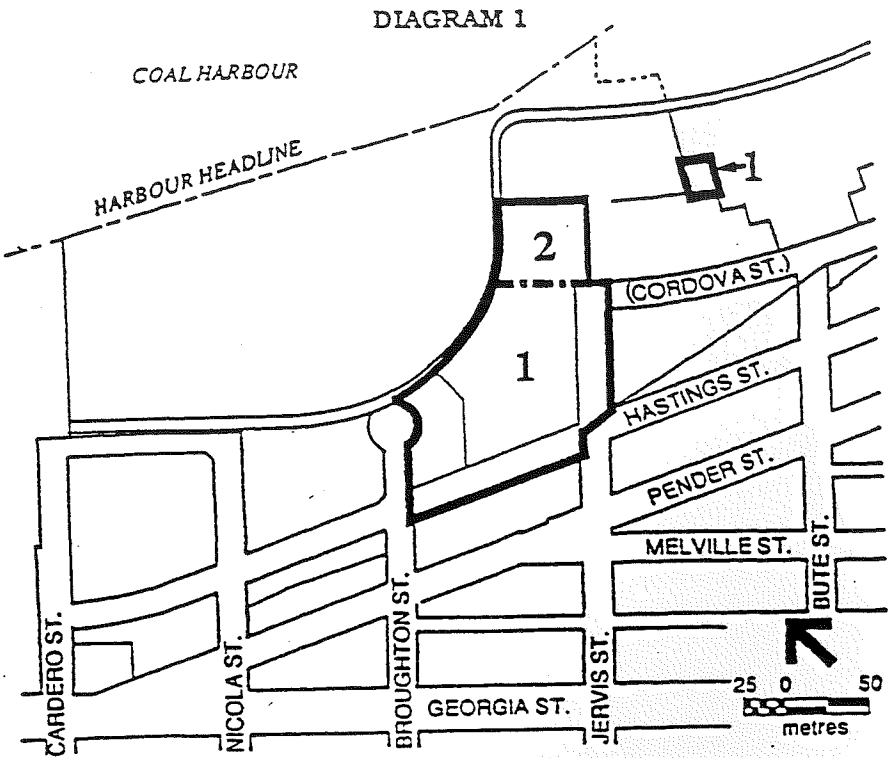 DIAGRAM 1
COAL HARBOUR
HARBOUR HEADLINE
1
2
(CORDOVA ST.)
1
HASTINGS ST.
PENDER ST.
MELVILLE ST.
BUTE ST.
CARDERO ST.
NICOLA ST.
BROUGHTON ST.
JERVIS ST.
GEORGIA ST.
25 0 50
metres